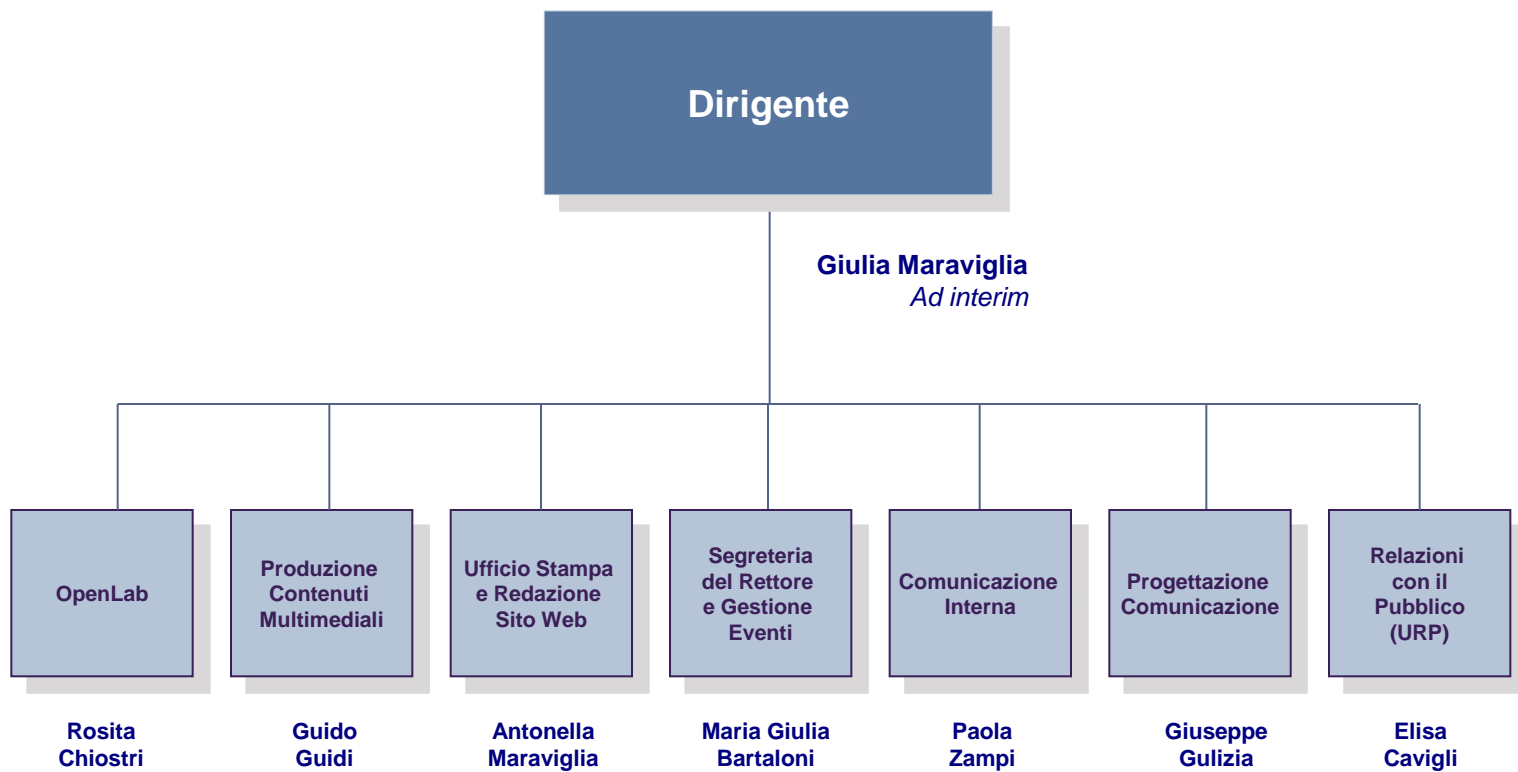 Dirigente
Giulia Maraviglia
Ad interim
OpenLab
Produzione
Contenuti
Multimediali
Ufficio Stampa
e Redazione
Sito Web
Segreteria
del Rettore
e Gestione
Eventi
Comunicazione
Interna
Progettazione
Comunicazione
Relazioni
con il
Pubblico
(URP)
Rosita
Chiostri
Guido
Guidi
Antonella
Maraviglia
Maria Giulia
Bartaloni
Paola
Zampi
Giuseppe
Gulizia
Elisa
Cavigli